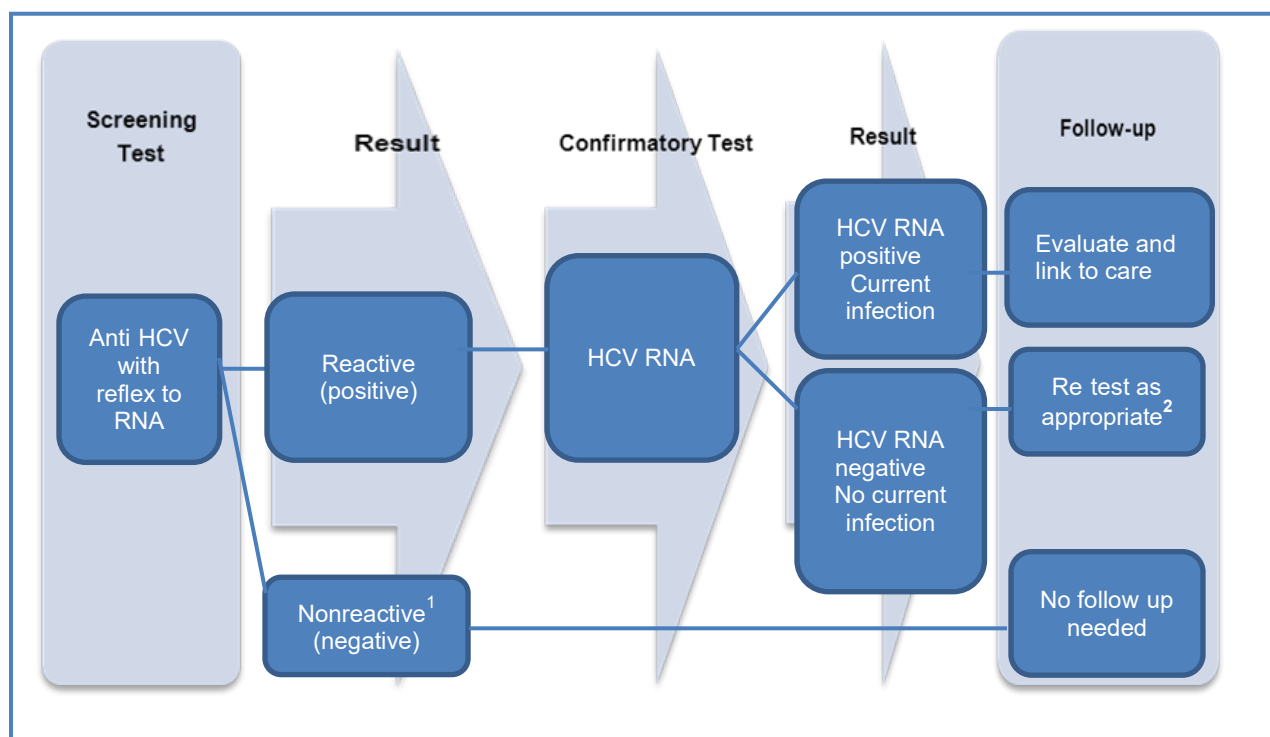 Screening
Test
Result
Confirmatory Test
Result
Follow-up
Anti HCV
with
reflex to
RNA
Reactive
(positive)
Nonreactive1
(negative)
HCV RNA
HCV RNA
positive
Current
infection
HCV RNA
negative
No current
infection
Evaluate and
link to care
Re test as
appropriate2
No follow up
needed